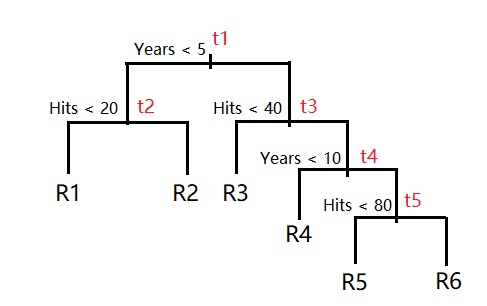 Years < 5 t1
Hits < 20 t2 Hits < 40 t3
Years < 10 t4
R1 R2 R3 Hits < 80 t5
R4
R5 R6